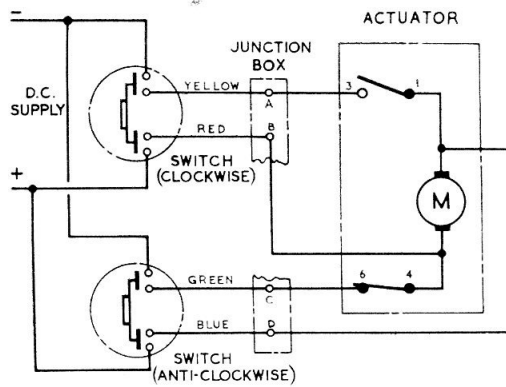 −
ACTUATOR
JUNCTION
BOX
D.C.
SUPPLY
YELLOW
A
3
1
RED
B
SWITCH
(CLOCKWISE)
+
M
GREEN
C
6
4
BLUE
D
SWITCH
(ANTI-CLOCKWISE)